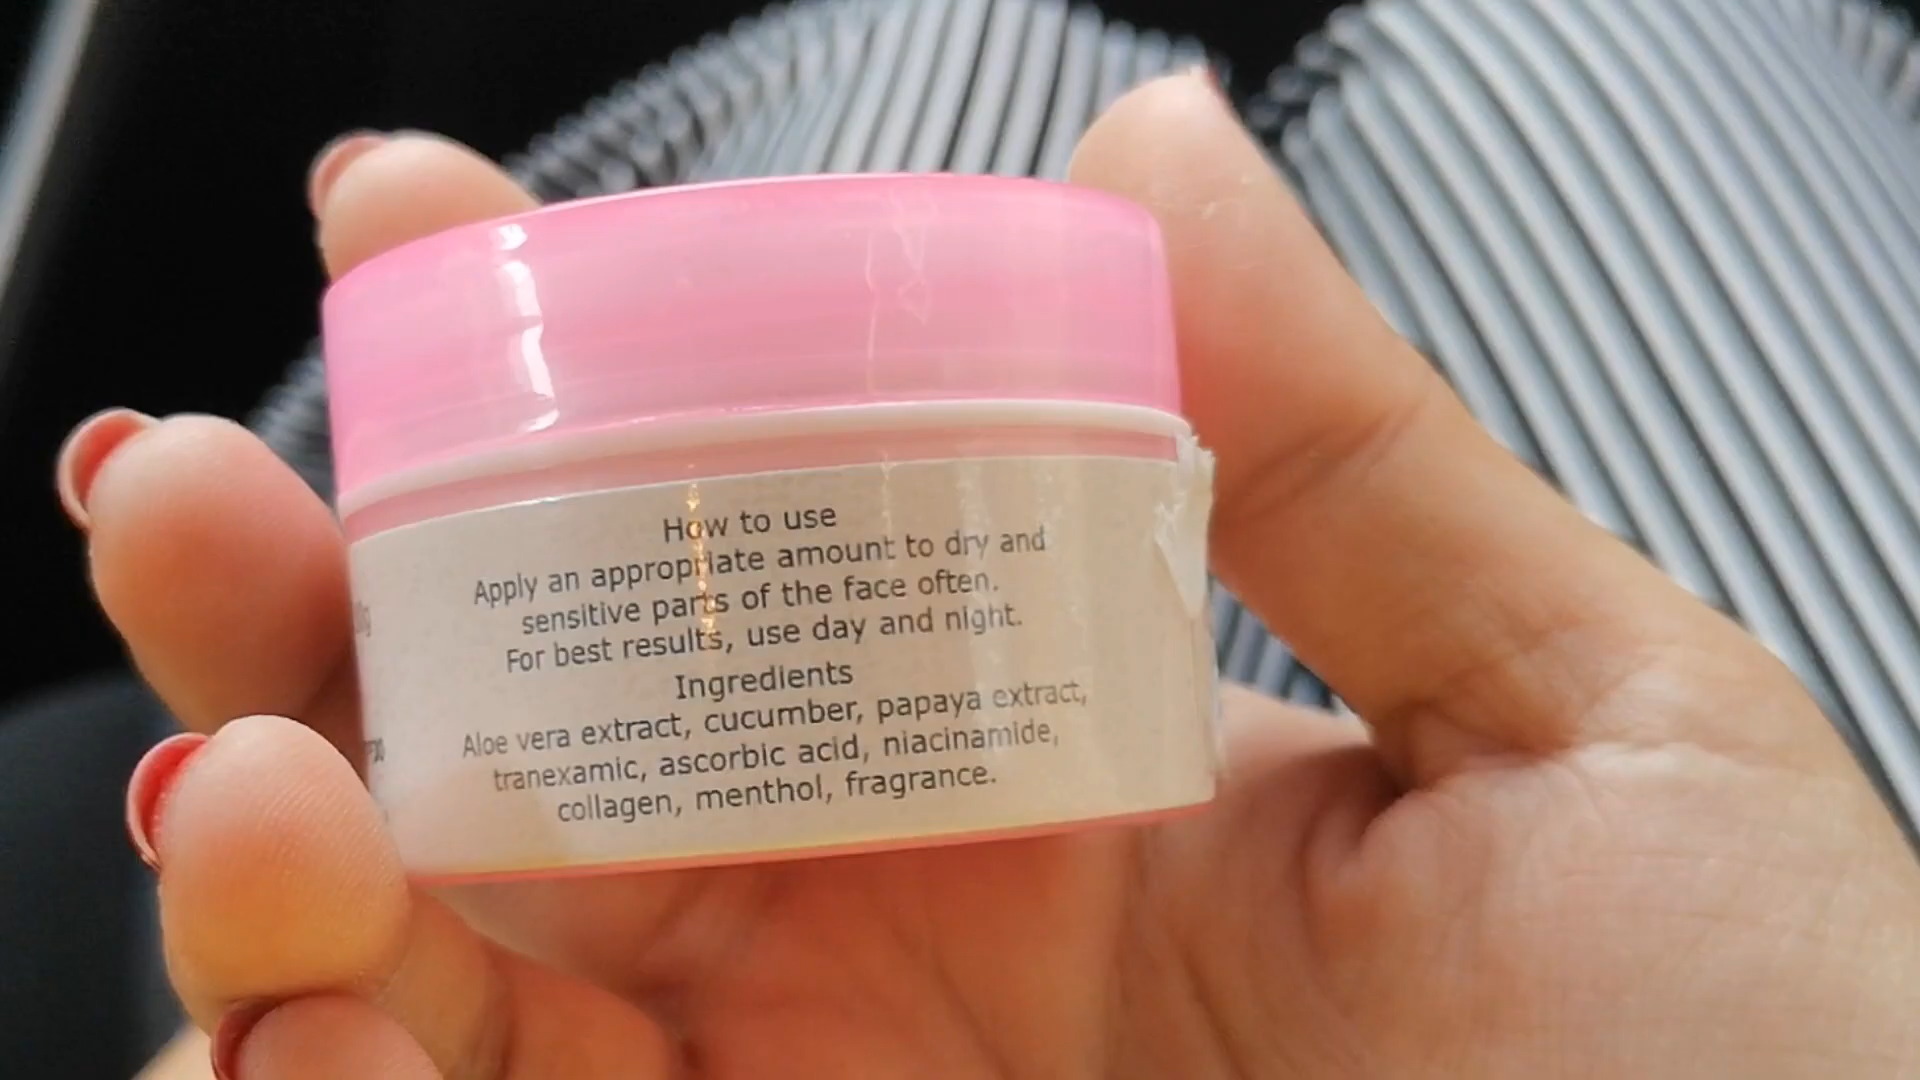 How to use
Apply an appropriate amount to dry and
sensitive parts of the face often.
For best results, use day and night.
Ingredients
Aloe vera extract, cucumber, papaya extract,
tranexamic, ascorbic acid, niacinamide,
collagen, menthol, fragrance.